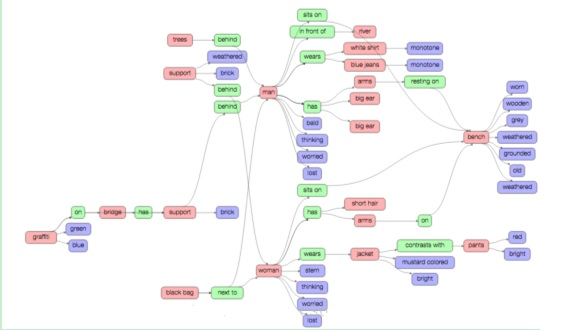 sits on
in front of
river
trees
behind
white shirt
monotone
weathered
wears
support
brick
blue jeans
monotone
arms
resting on
behind
man
big ear
worn
behind
has
wooden
bald
big ear
grey
thinking
bench
weathered
worried
grounded
lost
old
sits on
weathered
short hair
on
bridge
has
support
brick
has
arms
on
graffiti
green
blue
contrasts with
pants
red
wears
jacket
bright
mustard colored
woman
stern
bright
thinking
black bag
next to
worried
lost